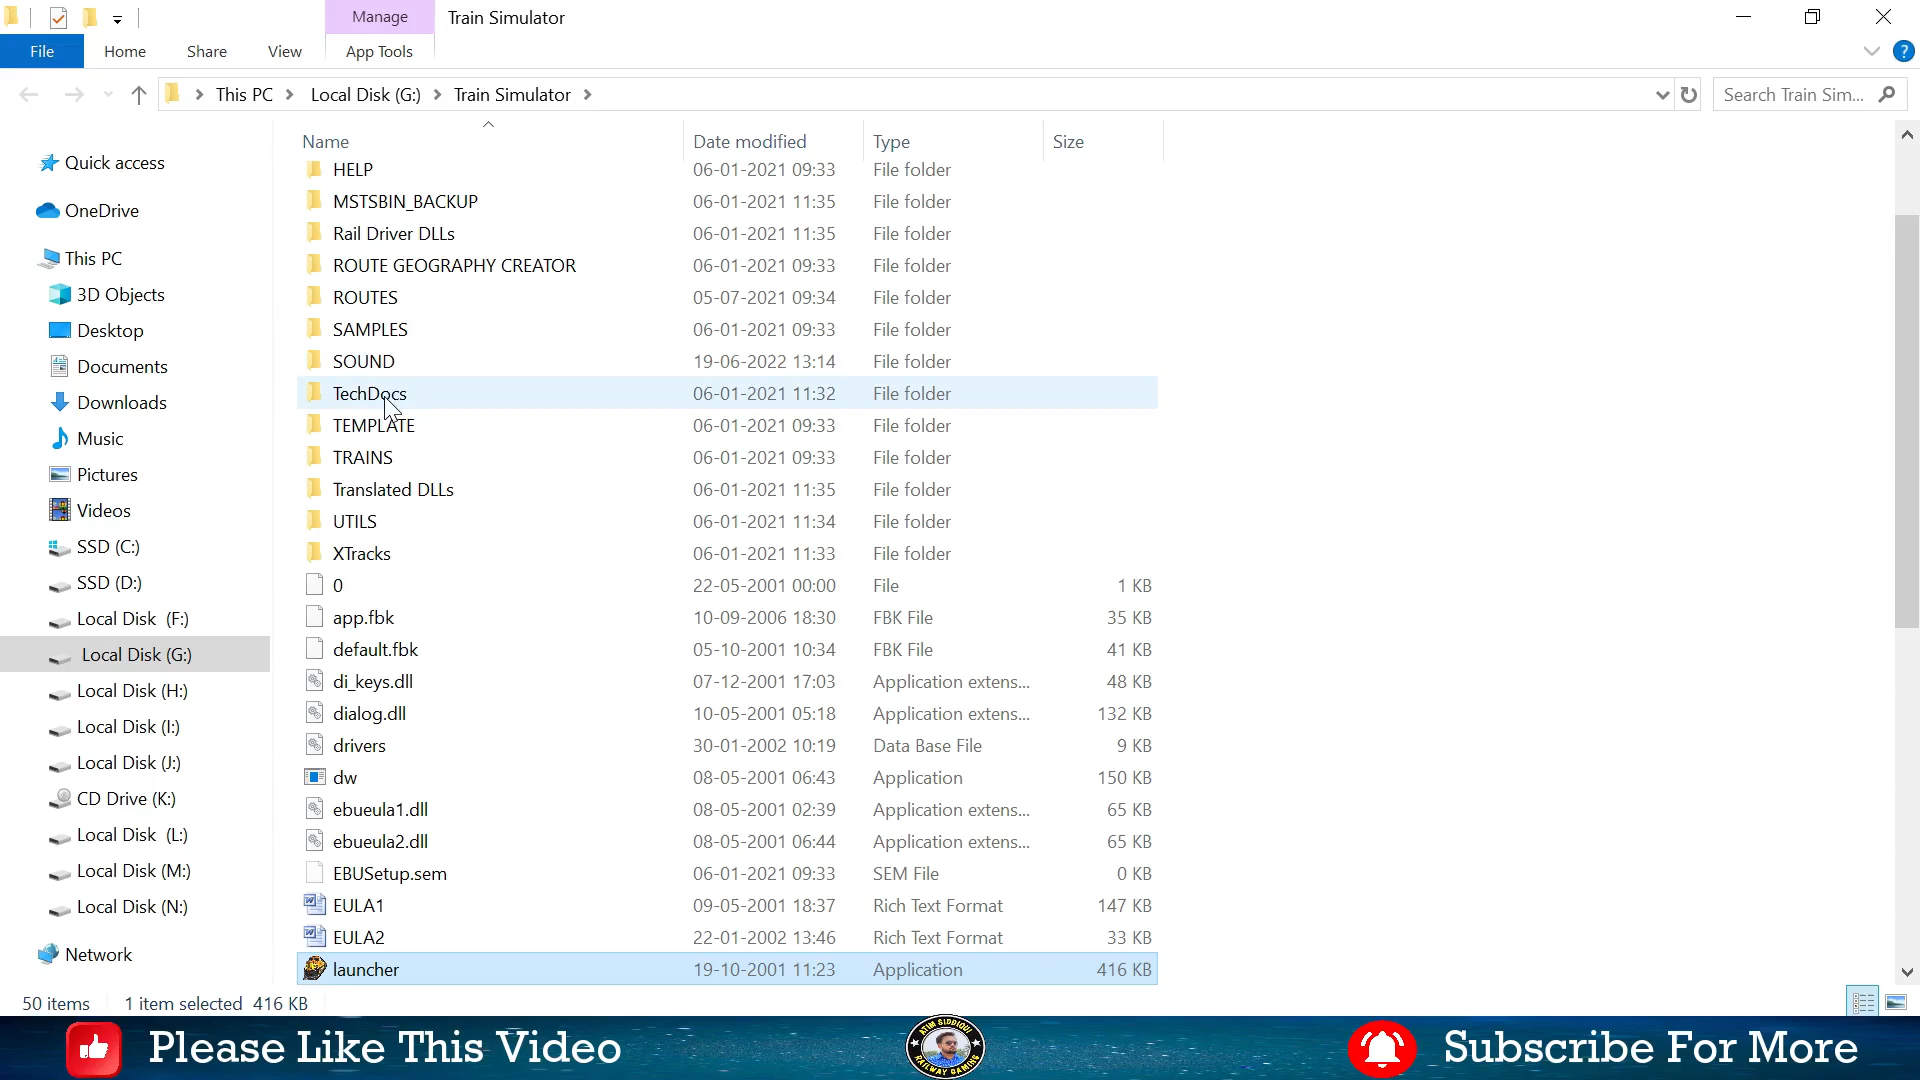 Manage
Train Simulator
File
Home
Share
View
App Tools
This PC
Local Disk (G:)
Train Simulator
Search Train Sim...
Name
Date modified
Type
Size
Quick access
OneDrive
This PC
3D Objects
Desktop
Documents
Downloads
Music
Pictures
Videos
SSD (C:)
SSD (D:)
Local Disk (F:)
Local Disk (G:)
Local Disk (H:)
Local Disk (I:)
Local Disk (J:)
CD Drive (K:)
Local Disk (L:)
Local Disk (M:)
Local Disk (N:)
Network
HELP 06-01-2021 09:33 File folder
MSTSBIN_BACKUP 06-01-2021 11:35 File folder
Rail Driver DLLs 06-01-2021 11:35 File folder
ROUTE GEOGRAPHY CREATOR 06-01-2021 09:33 File folder
ROUTES 05-07-2021 09:34 File folder
SAMPLES 06-01-2021 09:33 File folder
SOUND 19-06-2022 13:14 File folder
TechDocs 06-01-2021 11:32 File folder
TEMPLATE 06-01-2021 09:33 File folder
TRAINS 06-01-2021 09:33 File folder
Translated DLLs 06-01-2021 11:35 File folder
UTILS 06-01-2021 11:34 File folder
XTracks 06-01-2021 11:33 File folder
0 22-05-2001 00:00 File 1 KB
app.fbk 10-09-2006 18:30 FBK File 35 KB
default.fbk 05-10-2001 10:34 FBK File 41 KB
di_keys.dll 07-12-2001 17:03 Application extens... 48 KB
dialog.dll 10-05-2001 05:18 Application extens... 132 KB
drivers 30-01-2002 10:19 Data Base File 9 KB
dw 08-05-2001 06:43 Application 150 KB
ebueula1.dll 08-05-2001 02:39 Application extens... 65 KB
ebueula2.dll 08-05-2001 06:44 Application extens... 65 KB
EBUSetup.sem 06-01-2021 09:33 SEM File 0 KB
EULA1 09-05-2001 18:37 Rich Text Format 147 KB
EULA2 22-01-2002 13:46 Rich Text Format 33 KB
launcher 19-10-2001 11:23 Application 416 KB
50 items 1 item selected 416 KB
Please Like This Video
ATIM SIDDIQUI
RAILWAY GAMING
Subscribe For More